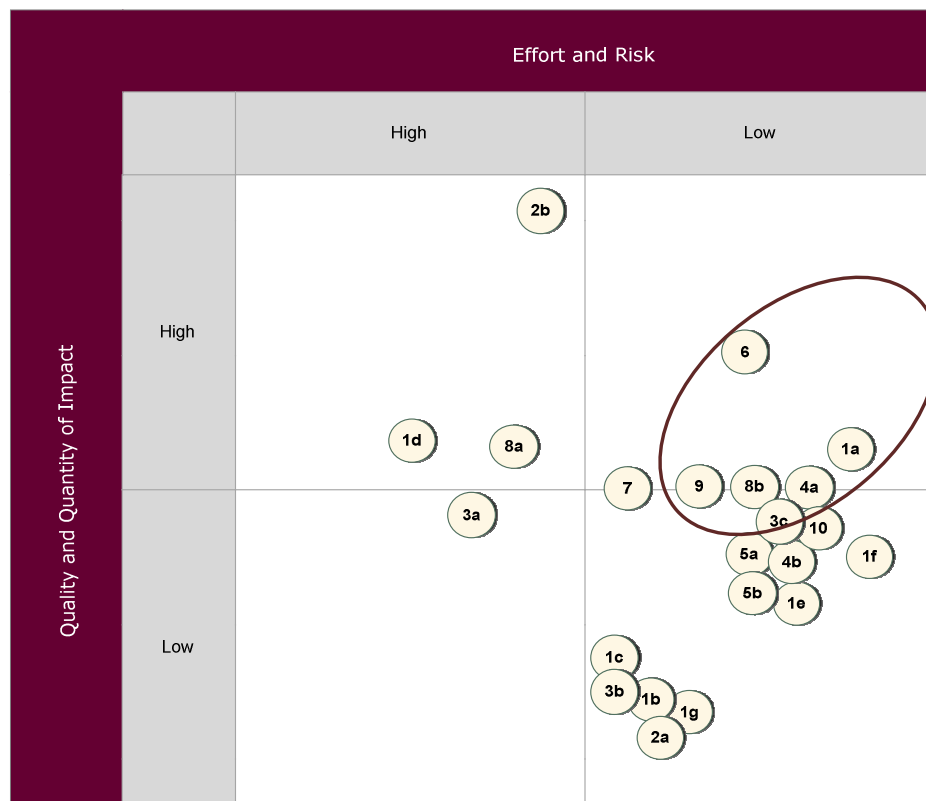 Effort and Risk
High
Low
Quality and Quantity of Impact
High
2b
6
1d
8a
1a
7
9
8b
4a
Low
3a
3c
10
5a
4b
1f
5b
1e
1c
3b
1b
1g
2a